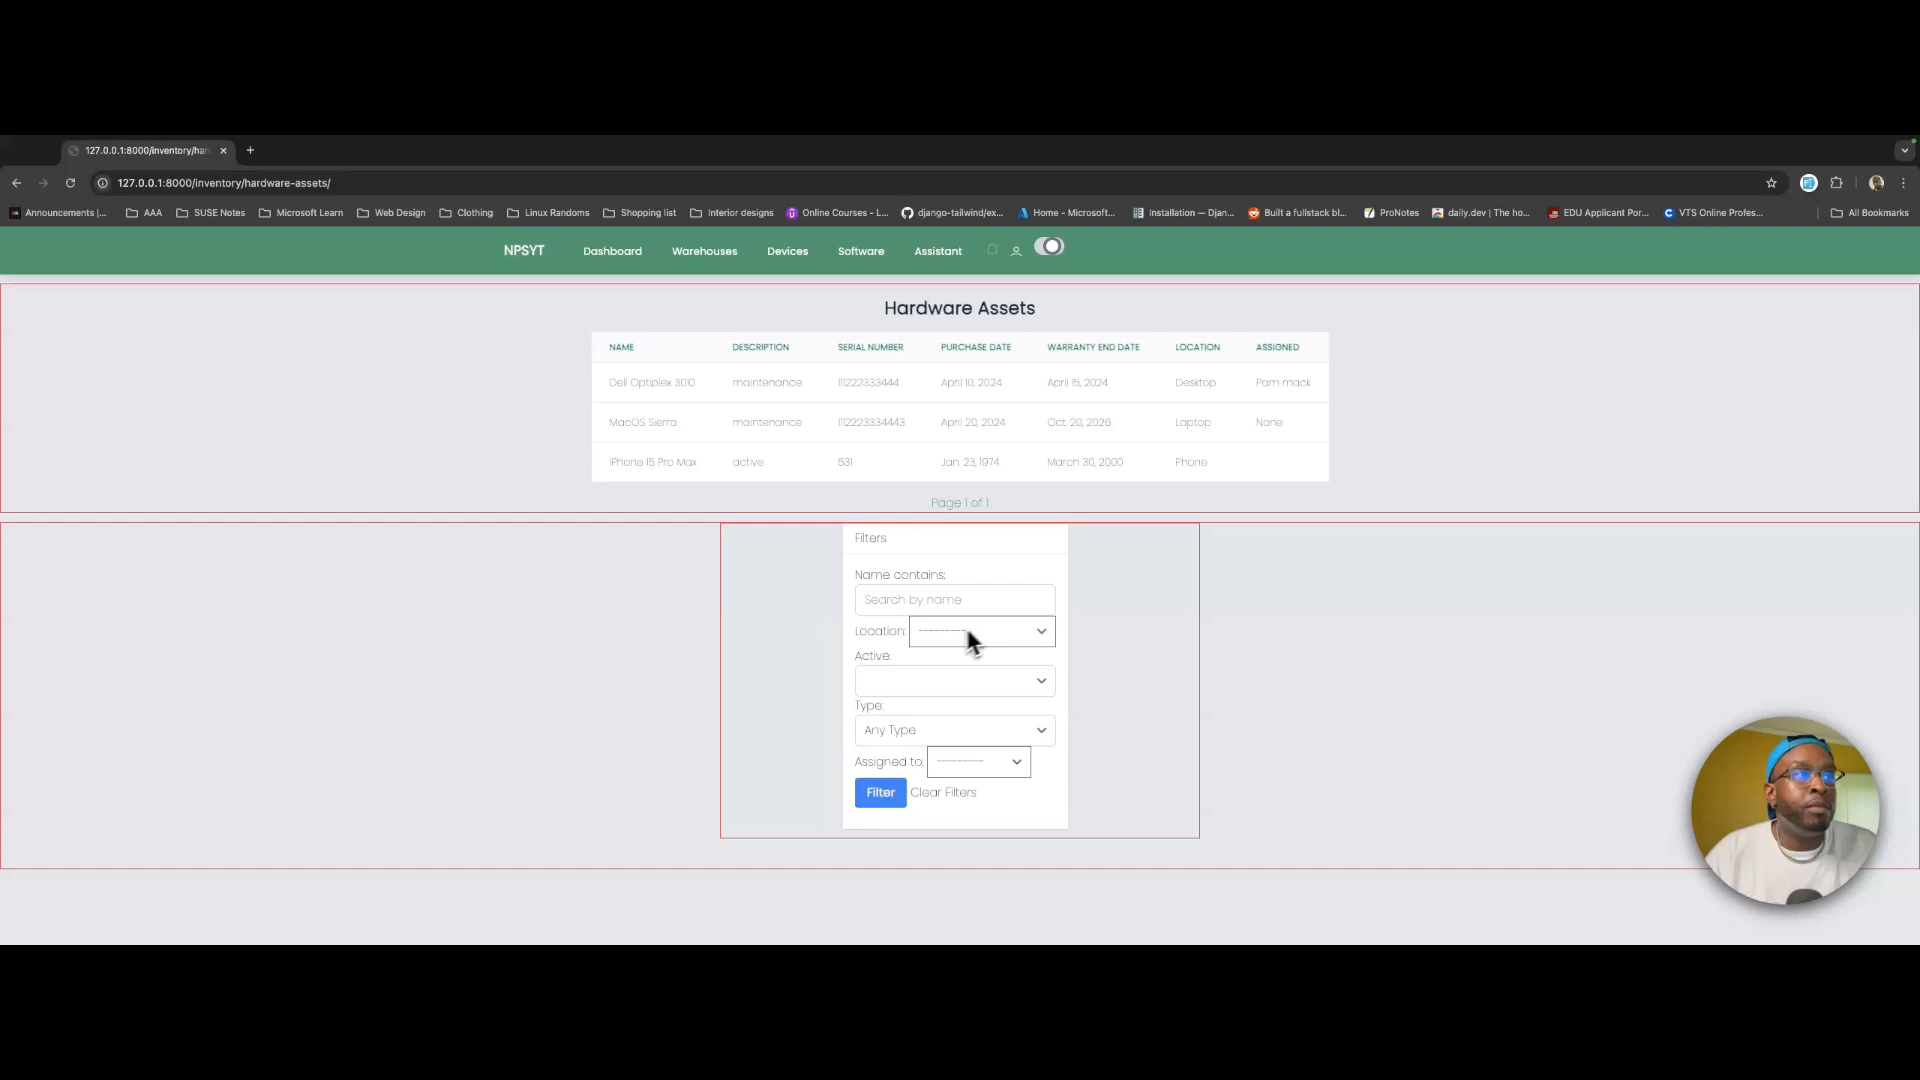 127.0.0.1:8000/inventory/har
127.0.0.1:8000/inventory/hardware-assets/
Announcements |...
AAA
SUSE Notes
Microsoft Learn
Web Design
Clothing
Linux Randoms
Shopping list
Interior designs
Online Courses - L...
django-tailwind/ex...
Home - Microsoft...
Installation — Djan...
Built a fullstack bl...
ProNotes
daily.dev | The ho...
EDU Applicant Por...
VTS Online Profes...
All Bookmarks
NPSYT Dashboard Warehouses Devices Software Assistant
Hardware Assets
NAME DESCRIPTION SERIAL NUMBER PURCHASE DATE WARRANTY END DATE LOCATION ASSIGNED
Dell Optiplex 3010 maintenance 111222333444 April 10, 2024 April 15, 2024 Desktop Pam mack
MacOS Sierra maintenance 1112223334443 April 20, 2024 Oct. 20, 2026 Laptop None
iPhone 15 Pro Max active 531 Jan. 23, 1974 March 30, 2000 Phone
Page 1 of 1
Filters
Name contains:
Search by name
Location: ---------
Active:
Type:
Any Type
Assigned to: ---------
Filter Clear Filters